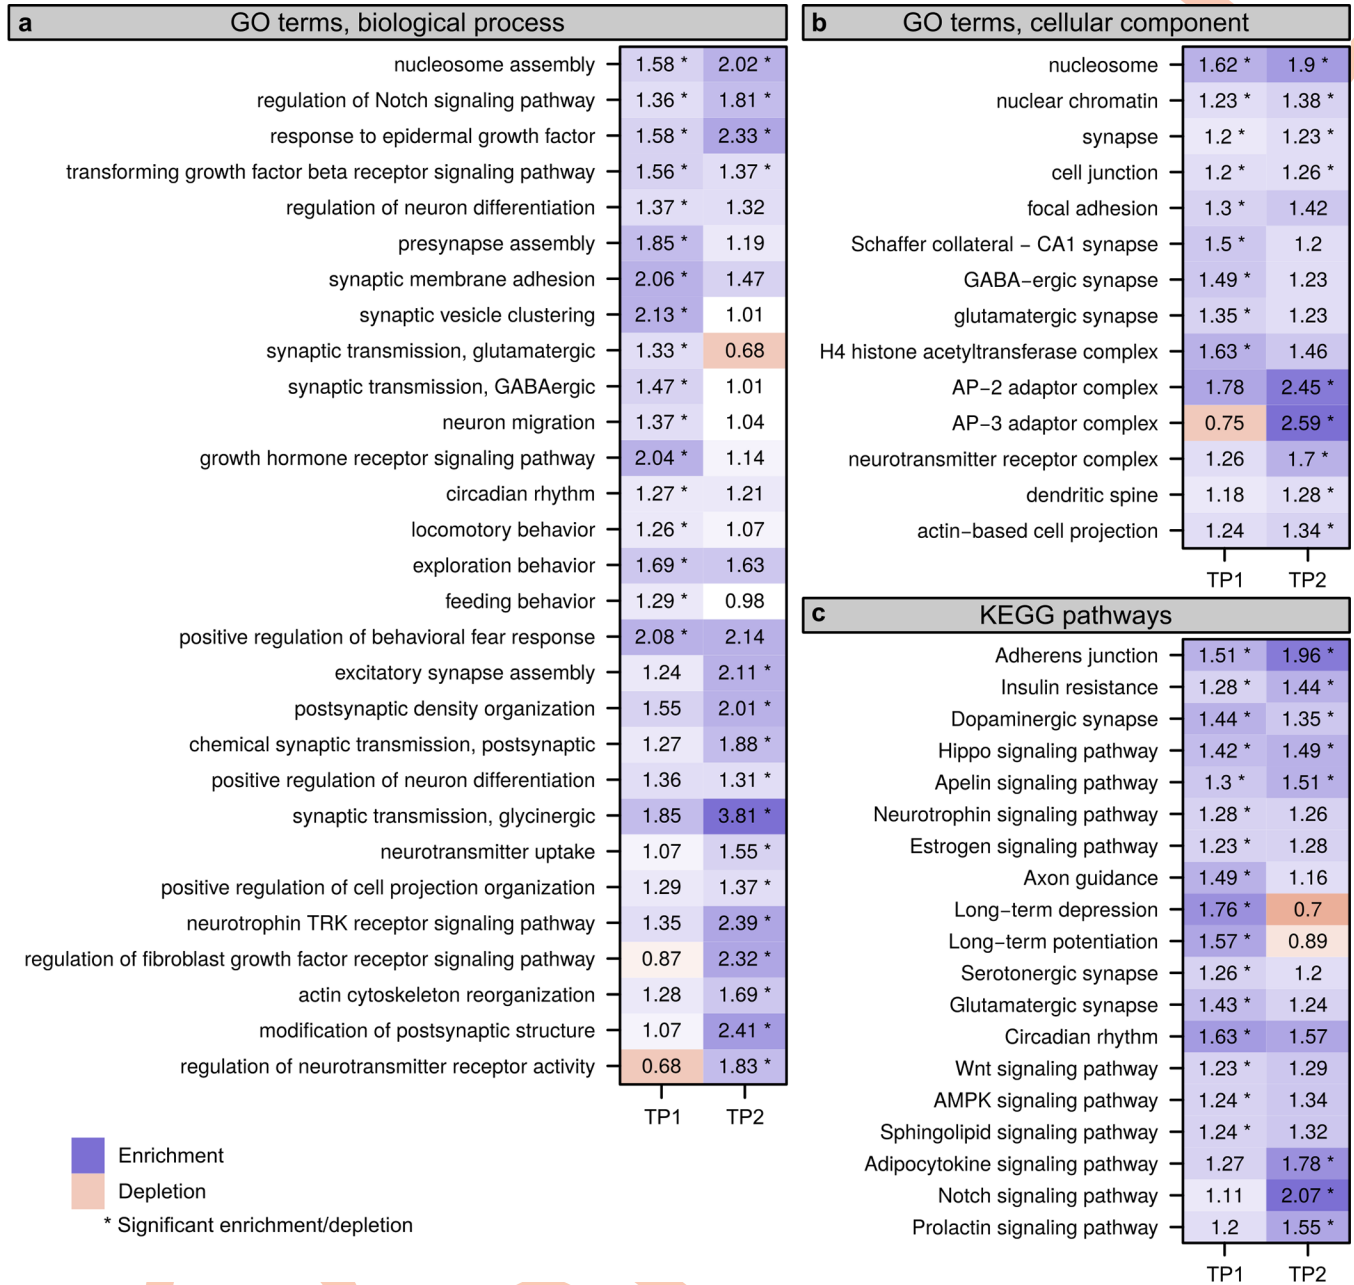 a GO terms, biological process
nucleosome assembly 1.58 * 2.02 *
regulation of Notch signaling pathway 1.36 * 1.81 *
response to epidermal growth factor 1.58 * 2.33 *
transforming growth factor beta receptor signaling pathway 1.56 * 1.37 *
regulation of neuron differentiation 1.37 * 1.32
presynapse assembly 1.85 * 1.19
synaptic membrane adhesion 2.06 * 1.47
synaptic vesicle clustering 2.13 * 1.01
synaptic transmission, glutamatergic 1.33 * 0.68
synaptic transmission, GABAergic 1.47 * 1.01
neuron migration 1.37 * 1.04
growth hormone receptor signaling pathway 2.04 * 1.14
circadian rhythm 1.27 * 1.21
locomotory behavior 1.26 * 1.07
exploration behavior 1.69 * 1.63
feeding behavior 1.29 * 0.98
positive regulation of behavioral fear response 2.08 * 2.14
excitatory synapse assembly 1.24 2.11 *
postsynaptic density organization 1.55 2.01 *
chemical synaptic transmission, postsynaptic 1.27 1.88 *
positive regulation of neuron differentiation 1.36 1.31 *
synaptic transmission, glycinergic 1.85 3.81 *
neurotransmitter uptake 1.07 1.55 *
positive regulation of cell projection organization 1.29 1.37 *
neurotrophin TRK receptor signaling pathway 1.35 2.39 *
regulation of fibroblast growth factor receptor signaling pathway 0.87 2.32 *
actin cytoskeleton reorganization 1.28 1.69 *
modification of postsynaptic structure 1.07 2.41 *
regulation of neurotransmitter receptor activity 0.68 1.83 *
TP1 TP2
Enrichment
Depletion
* Significant enrichment/depletion
b GO terms, cellular component
nucleosome 1.62 * 1.9 *
nuclear chromatin 1.23 * 1.38 *
synapse 1.2 * 1.23 *
cell junction 1.2 * 1.26 *
focal adhesion 1.3 * 1.42
Schaffer collateral − CA1 synapse 1.5 * 1.2
GABA−ergic synapse 1.49 * 1.23
glutamatergic synapse 1.35 * 1.23
H4 histone acetyltransferase complex 1.63 * 1.46
AP−2 adaptor complex 1.78 2.45 *
AP−3 adaptor complex 0.75 2.59 *
neurotransmitter receptor complex 1.26 1.7 *
dendritic spine 1.18 1.28 *
actin−based cell projection 1.24 1.34 *
TP1 TP2
c KEGG pathways
Adherens junction 1.51 * 1.96 *
Insulin resistance 1.28 * 1.44 *
Dopaminergic synapse 1.44 * 1.35 *
Hippo signaling pathway 1.42 * 1.49 *
Apelin signaling pathway 1.3 * 1.51 *
Neurotrophin signaling pathway 1.28 * 1.26
Estrogen signaling pathway 1.23 * 1.28
Axon guidance 1.49 * 1.16
Long−term depression 1.76 * 0.7
Long−term potentiation 1.57 * 0.89
Serotonergic synapse 1.26 * 1.2
Glutamatergic synapse 1.43 * 1.24
Circadian rhythm 1.63 * 1.57
Wnt signaling pathway 1.23 * 1.29
AMPK signaling pathway 1.24 * 1.34
Sphingolipid signaling pathway 1.24 * 1.32
Adipocytokine signaling pathway 1.27 1.78 *
Notch signaling pathway 1.11 2.07 *
Prolactin signaling pathway 1.2 1.55 *
TP1 TP2